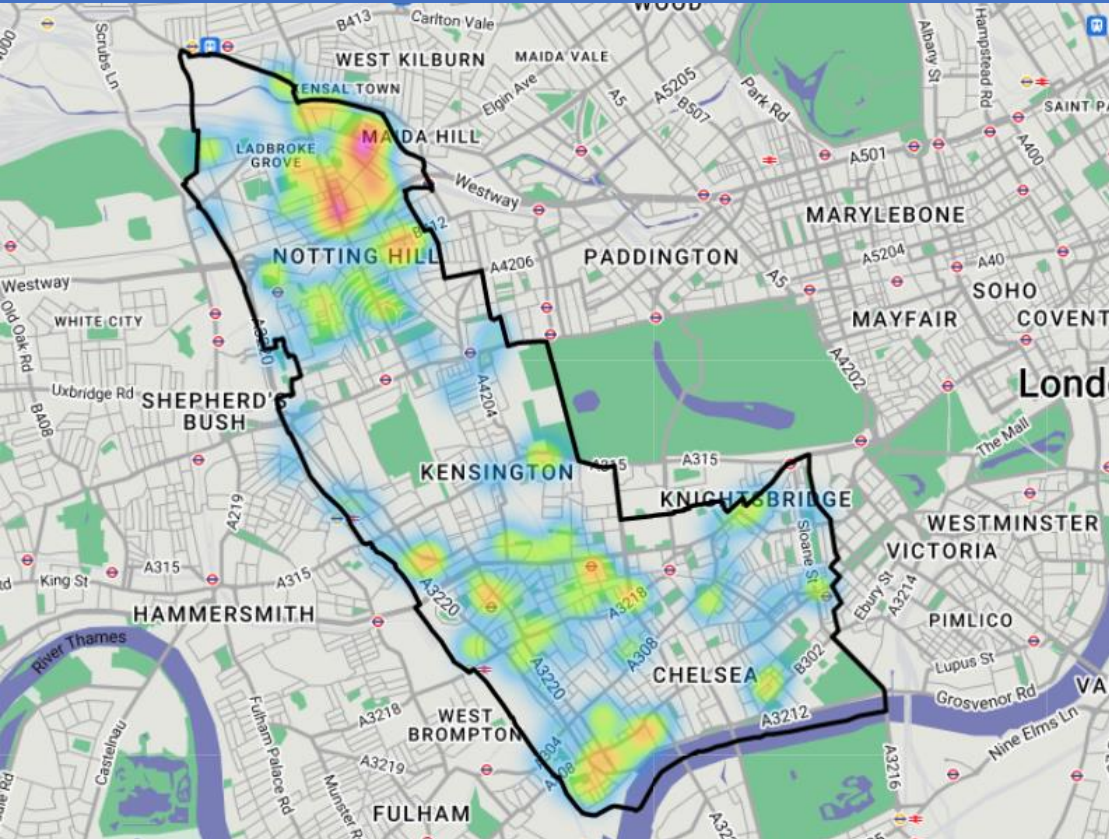 WOOD
B413
Carlton Vale
Scrubs Ln
WEST KILBURN
MAIDA VALE
Albany St
Hampstead Rd
ENSAL TOWN
Elgin Ave
A5
A5205
B507
Park Rd
SAINT PA
MAIDA HILL
LADBROKE
GROVE
A501
A400
Westway
MARYLEBONE
NOTTING HILL
A4206
PADDINGTON
A5204
A40
A5
Westway
SOHO
WHITE CITY
Old Oak Rd
A3220
MAYFAIR
COVENT
A4202
Uxbridge Rd
SHEPHERD'S
BUSH
B408
A4204
Lond
The Mall
KENSINGTON
A315
A315
KNIGHTSBRIDGE
A219
WESTMINSTER
Sloane St
VICTORIA
King St
A315
A315
A3220
A3218
Ebury St
A3214
HAMMERSMITH
PIMLICO
River Thames
A308
CHELSEA
B302
Lupus St
A3220
VA
Grosvenor Rd
A3218
WEST
BROMPTON
A3212
Nine Elms Ln
Castelnau
Fulham Palace Rd
A3219
A3216
Munster R
FULHAM